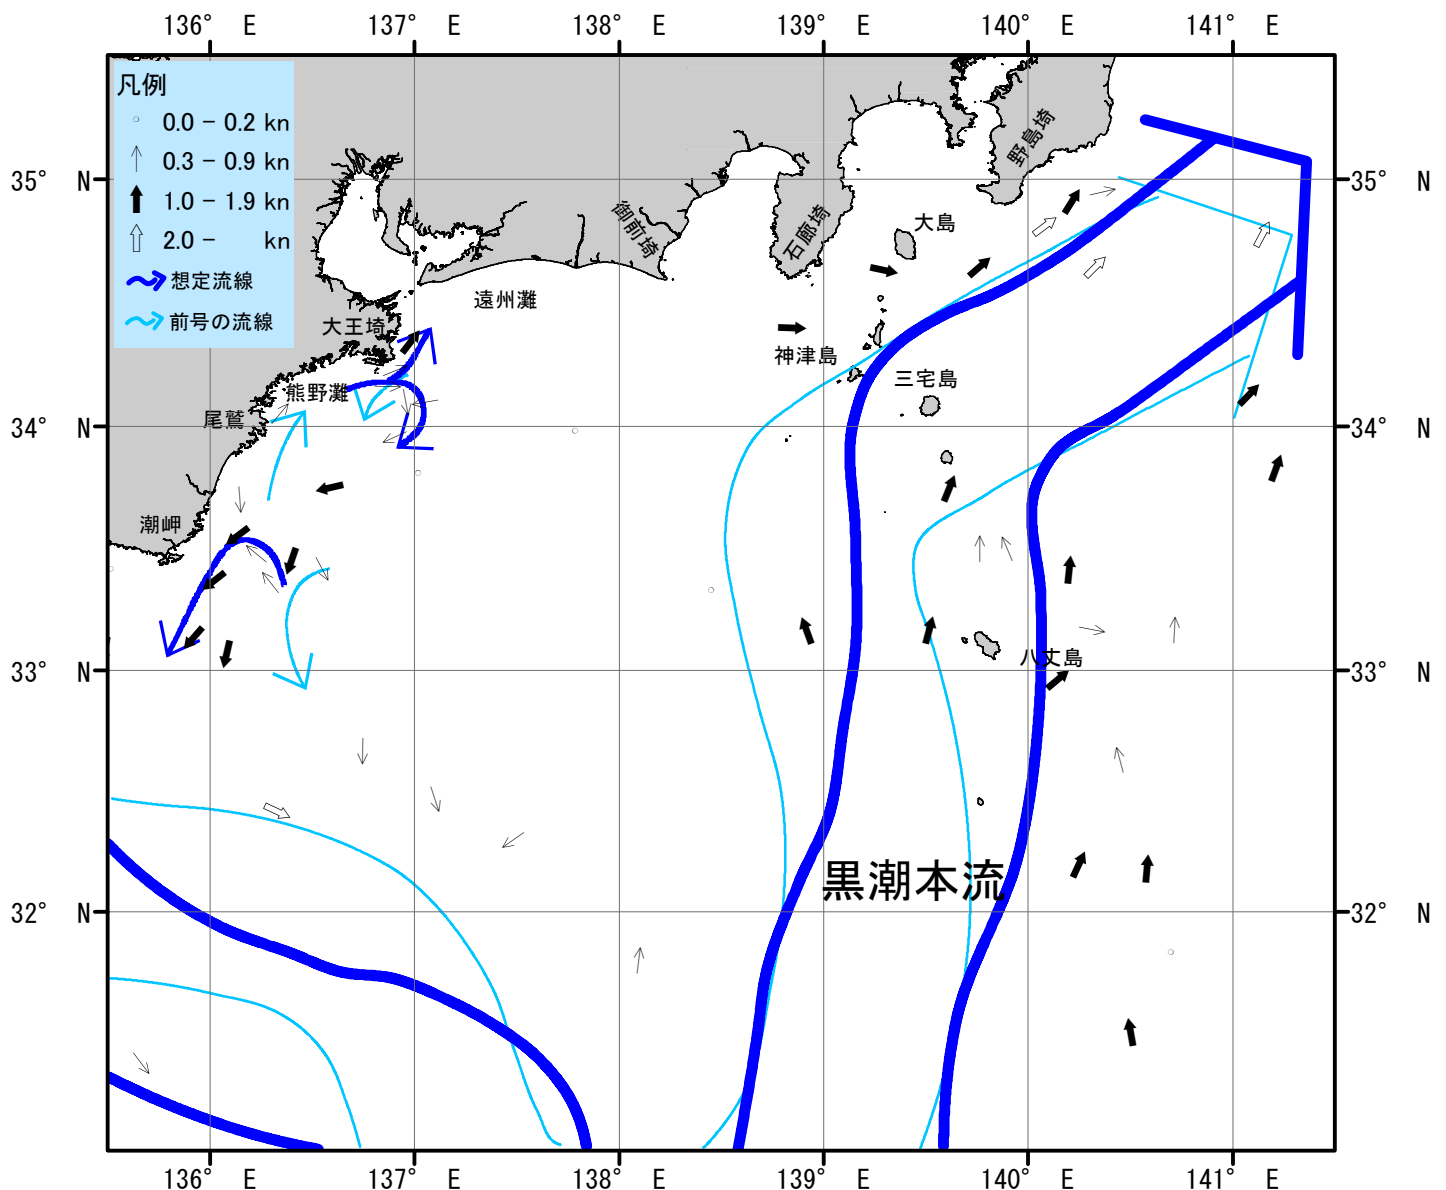 136° E 137° E 138° E 139° E 140° E 141° E
凡例
0.0 - 0.2 kn
0.3 - 0.9 kn
1.0 - 1.9 kn
2.0 - kn
想定流線
前号の流線
野島埼
35° N
35° N
御前埼
石廊埼
大島
遠州灘
大王埼
神津島
三宅島
熊野灘
尾鷲
34° N
34° N
潮岬
八丈島
33° N
33° N
黒潮本流
32° N
32° N
136° E 137° E 138° E 139° E 140° E 141° E